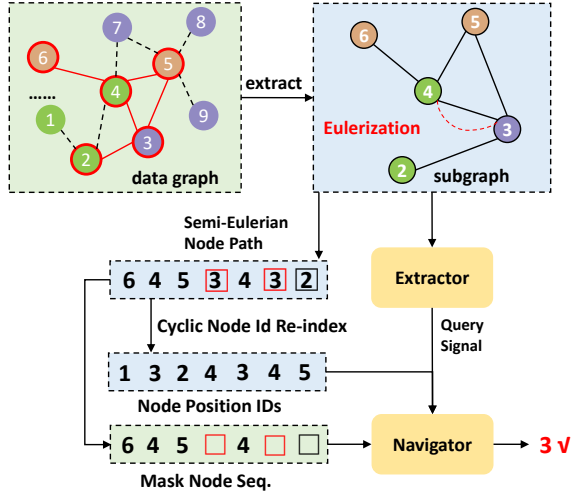 7
8
6
5
4
......
1
9
3
2
data graph
extract
6
5
4
Eulerization
3
2
subgraph
Semi-Eulerian
Node Path
6 4 5 3 4 3 2
Extractor
Cyclic Node Id Re-index
Query
Signal
1 3 2 4 3 4 5
Node Position IDs
6 4 5 4
Navigator
3 √
Mask Node Seq.